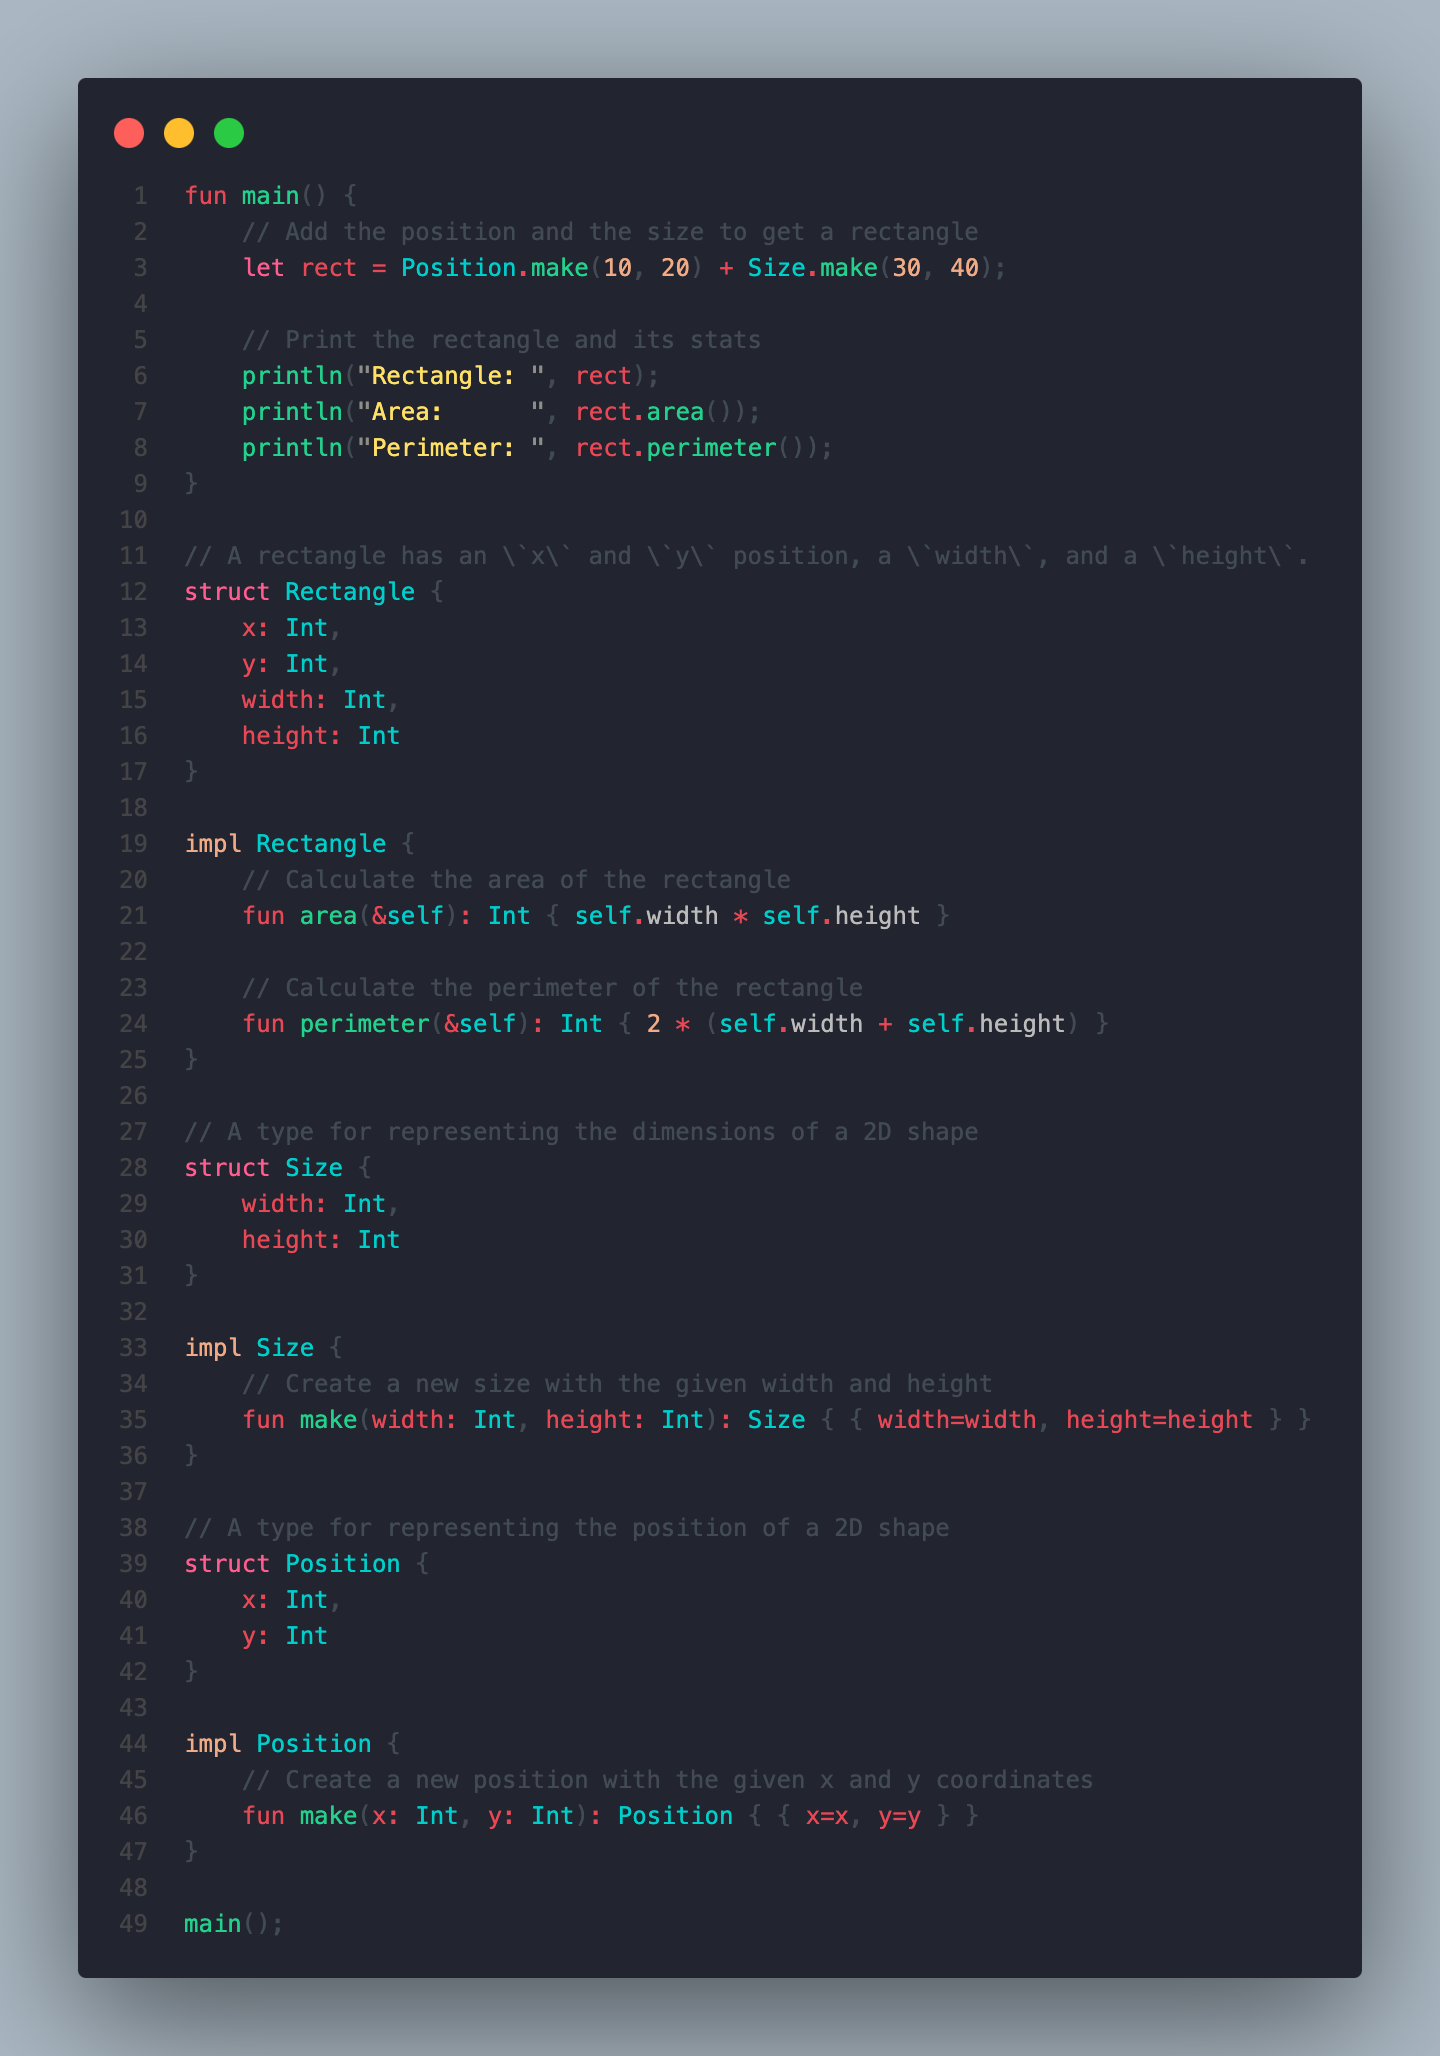 1 fun main() {
2     // Add the position and the size to get a rectangle
3     let rect = Position.make(10, 20) + Size.make(30, 40);
4
5     // Print the rectangle and its stats
6     println("Rectangle: ", rect);
7     println("Area:      ", rect.area());
8     println("Perimeter: ", rect.perimeter());
9 }
10
11 // A rectangle has an \`x\` and \`y\` position, a \`width\`, and a \`height\`.
12 struct Rectangle {
13     x: Int,
14     y: Int,
15     width: Int,
16     height: Int
17 }
18
19 impl Rectangle {
20     // Calculate the area of the rectangle
21     fun area(&self): Int { self.width * self.height }
22
23     // Calculate the perimeter of the rectangle
24     fun perimeter(&self): Int { 2 * (self.width + self.height) }
25 }
26
27 // A type for representing the dimensions of a 2D shape
28 struct Size {
29     width: Int,
30     height: Int
31 }
32
33 impl Size {
34     // Create a new size with the given width and height
35     fun make(width: Int, height: Int): Size { { width=width, height=height } }
36 }
37
38 // A type for representing the position of a 2D shape
39 struct Position {
40     x: Int,
41     y: Int
42 }
43
44 impl Position {
45     // Create a new position with the given x and y coordinates
46     fun make(x: Int, y: Int): Position { { x=x, y=y } }
47 }
48
49 main();